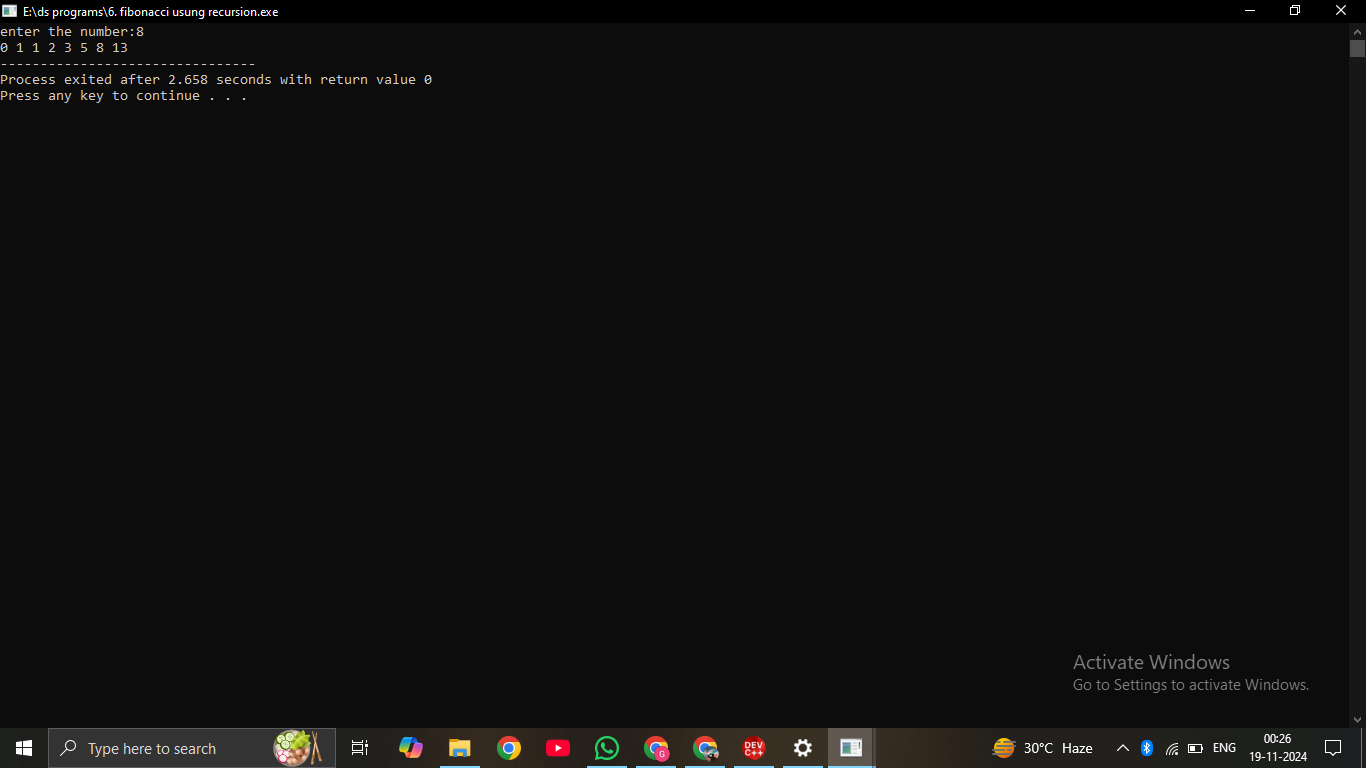 E:\ds programs\6. fibonacci usung recursion.exe
enter the number:8
0 1 1 2 3 5 8 13
--------------------------------
Process exited after 2.658 seconds with return value 0
Press any key to continue . . .
Activate Windows
Go to Settings to activate Windows.
Type here to search
G
DEV
C++
30°C Haze
ENG
00:26
19-11-2024